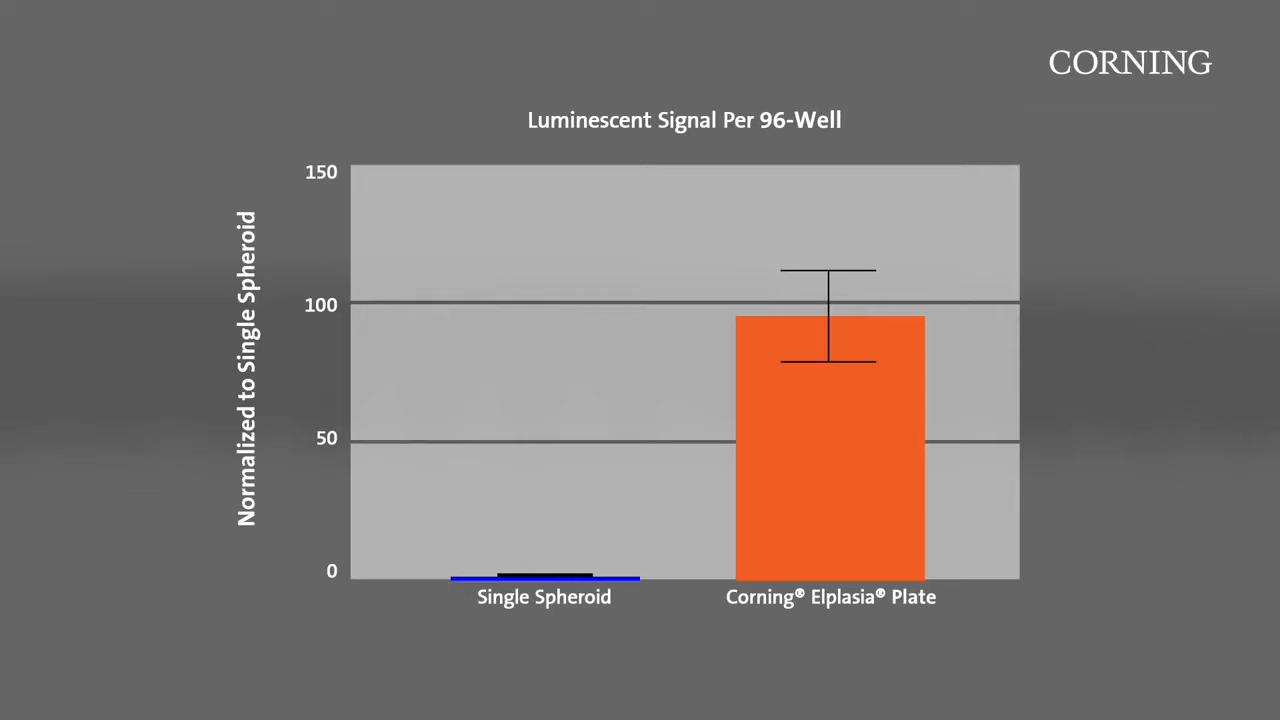 CORNING
Luminescent Signal Per 96-Well
150
100
50
0
Normalized to Single Spheroid
Single Spheroid
Corning® Elplasia® Plate